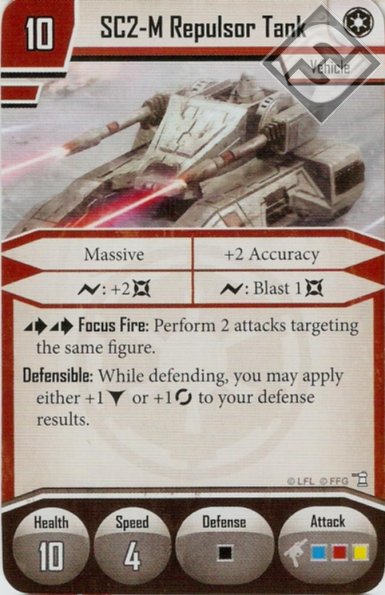 10
SC2-M Repulsor Tank
Vehicle
Massive
+2 Accuracy
: +2
: Blast 1
Focus Fire: Perform 2 attacks targeting
the same figure.
Defensible: While defending, you may apply
either +1 or +1 to your defense
results.
© LFL © FFG
Health
10
Speed
4
Defense
Attack